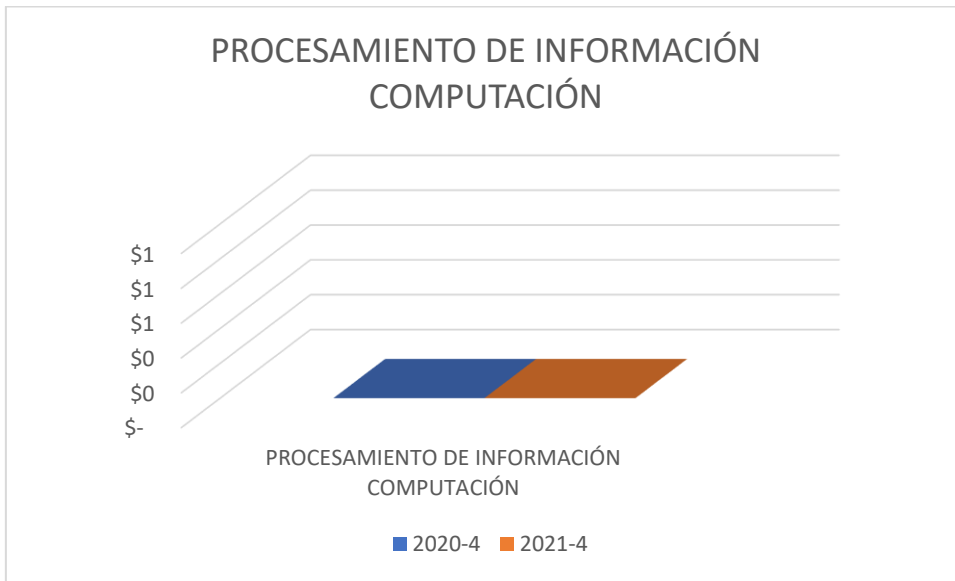 PROCESAMIENTO DE INFORMACIÓN
COMPUTACIÓN
$1
$1
$1
$0
$0
$-
PROCESAMIENTO DE INFORMACIÓN
COMPUTACIÓN
2020-4 2021-4